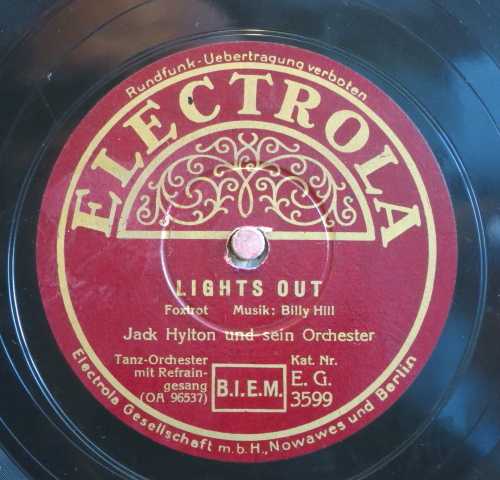 Rundfunk-Uebertragung verboten
ELECTROLA
LIGHTS OUT
Foxtrot Musik: Billy Hill
Jack Hylton und sein Orchester
Tanz-Orchester
mit Refrain-
gesang
(OA 96537)
B.I.E.M.
Kat. Nr.
E. G.
3599
Electrola Gesellschaft m.b.H., Nowawes und Berlin